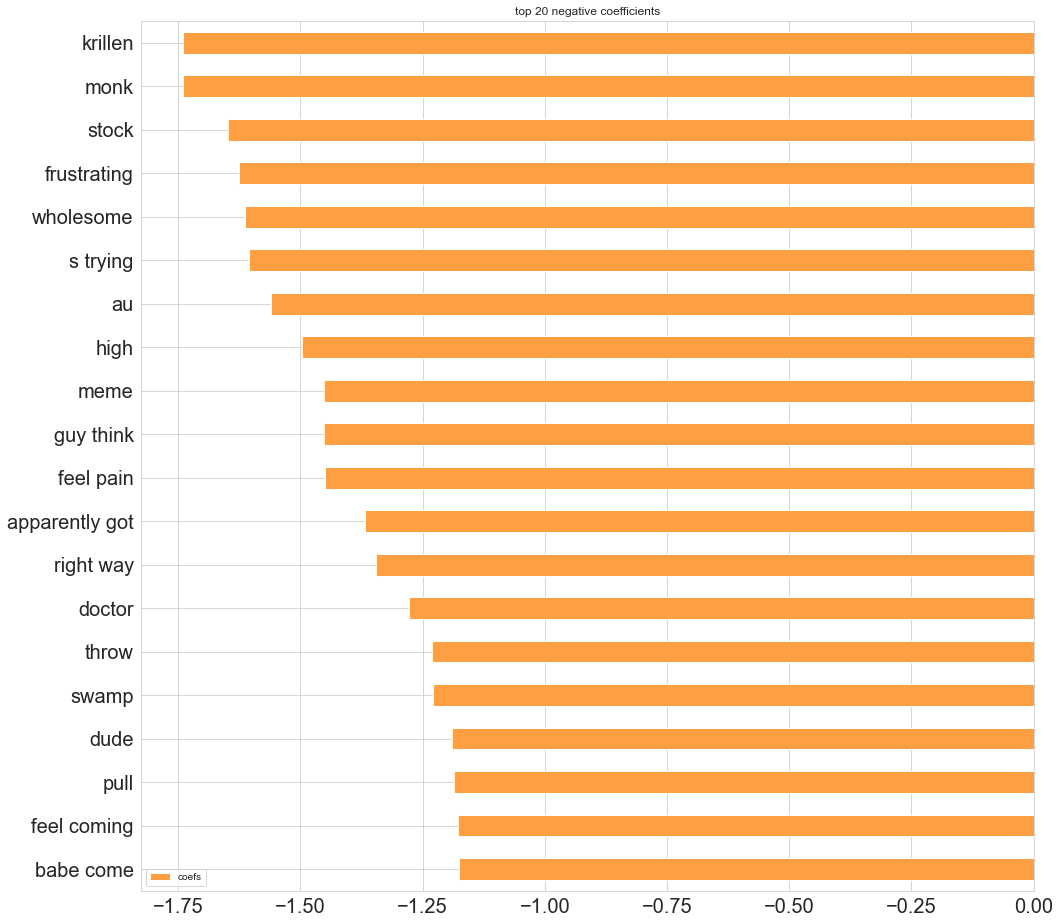 top 20 negative coefficients
krillen
monk
stock
frustrating
wholesome
s trying
au
high
meme
guy think
feel pain
apparently got
right way
doctor
throw
swamp
dude
pull
feel coming
babe come
coefs
−1.75 −1.50 −1.25 −1.00 −0.75 −0.50 −0.25 0.00